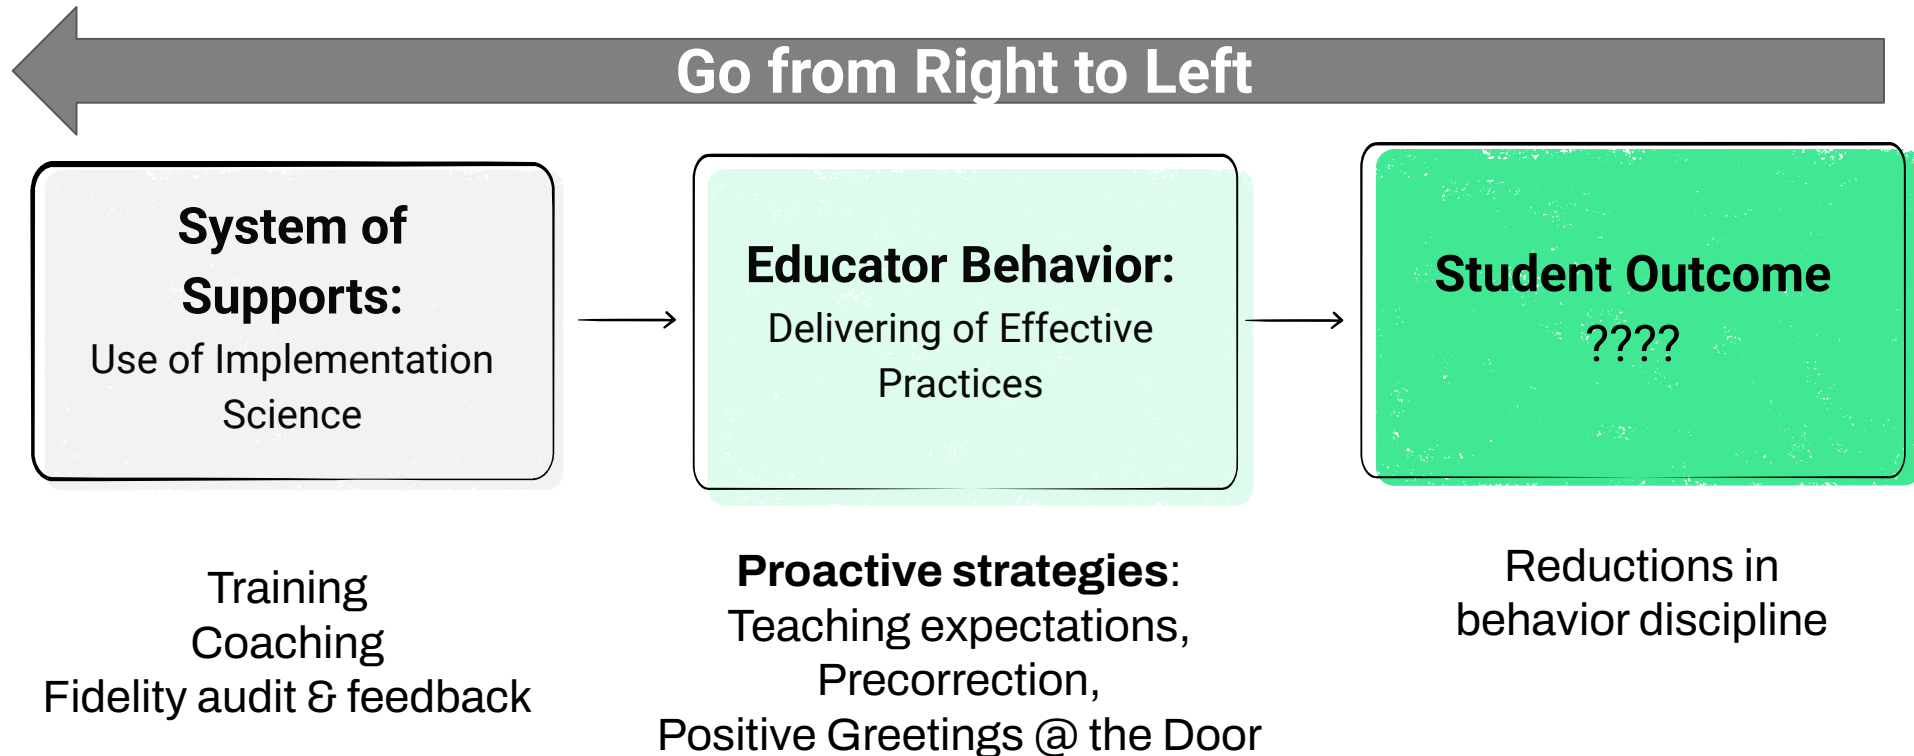 Go from Right to Left
System of
Supports:
Use of Implementation
Science
Educator Behavior:
Delivering of Effective
Practices
Student Outcome
????
Training
Coaching
Fidelity audit & feedback
Proactive strategies:
Teaching expectations,
Precorrection,
Positive Greetings @ the Door
Reductions in
behavior discipline